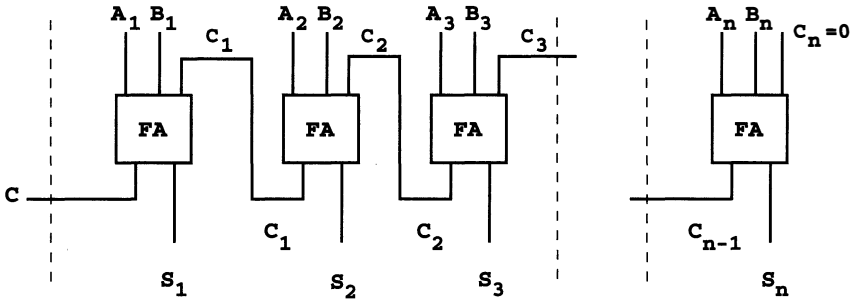 A1 B1 A2 B2 A3 B3 An Bn
C1 C2 C3 Cn=0
FA FA FA FA
C
C1 C2 Cn-1
S1 S2 S3 Sn